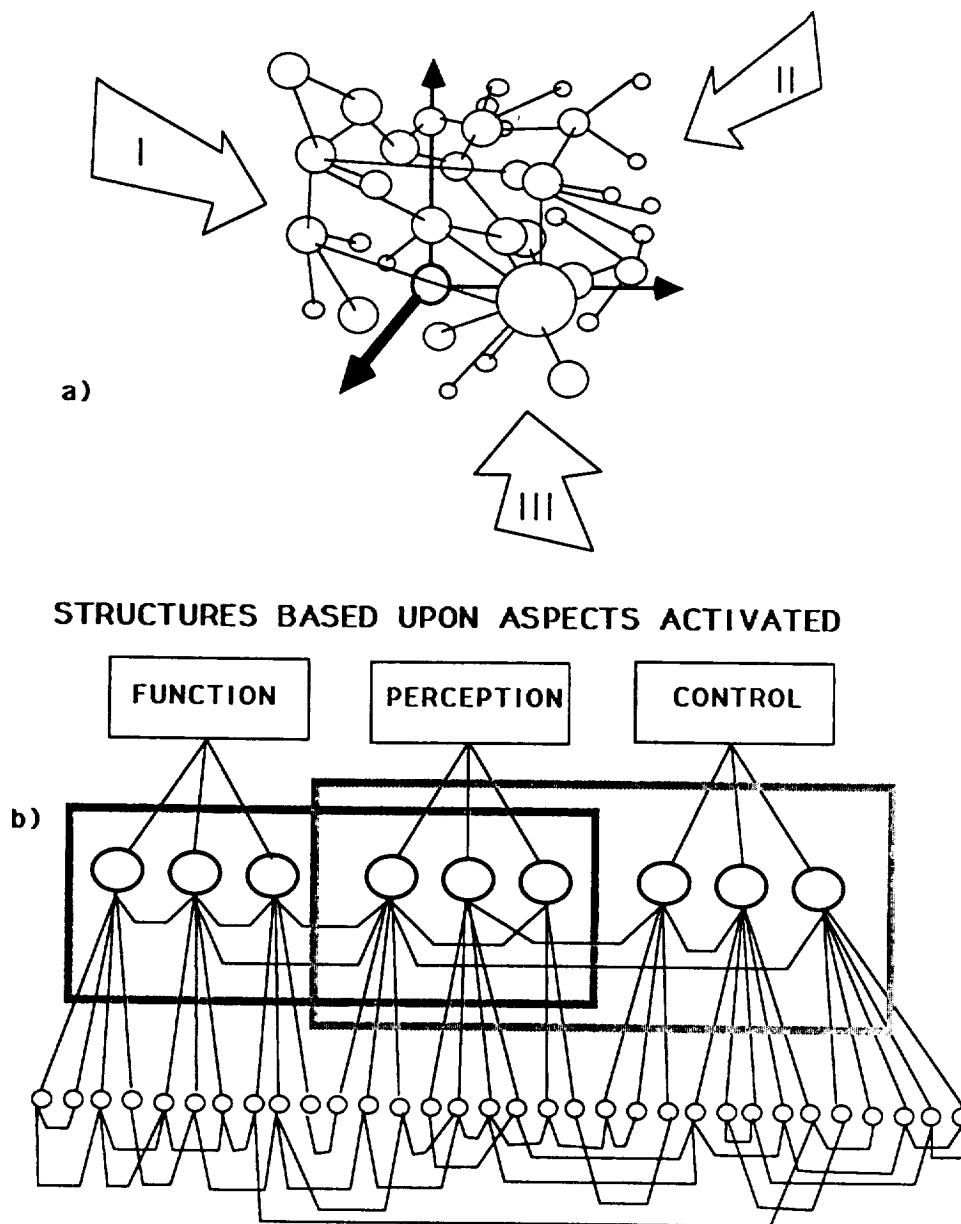 I
II
a)
III
STRUCTURES BASED UPON ASPECTS ACTIVATED
FUNCTION PERCEPTION CONTROL
b)